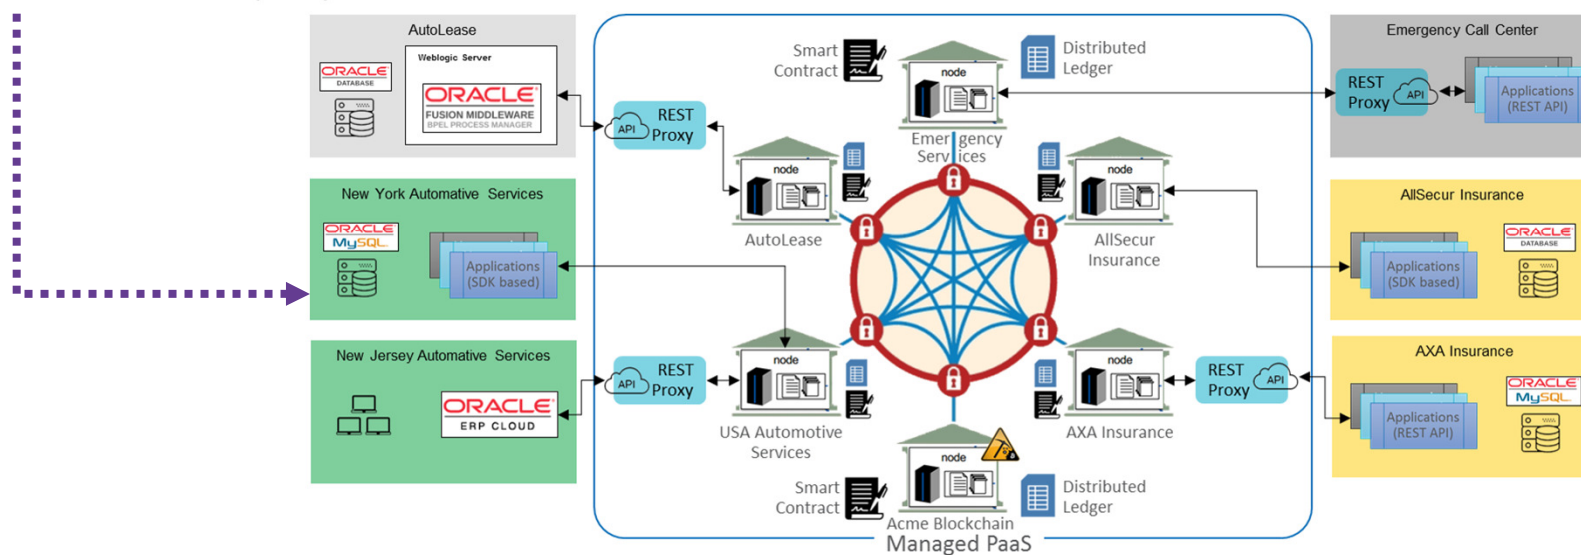 AutoLease
Weblogic Server
ORACLE
DATABASE
ORACLE
FUSION MIDDLEWARE
BPEL PROCESS MANAGER
API
REST
Proxy
New York Automative Services
ORACLE
MySQL
Applications
(SDK based)
New Jersey Automative Services
ORACLE
ERP CLOUD
API
REST
Proxy
Smart
Contract
node
Distributed
Ledger
Emergency
Services
node
AutoLease
node
AllSecur
Insurance
node
USA Automotive
Services
node
AXA Insurance
REST
Proxy
API
Smart
Contract
node
Distributed
Ledger
Acme Blockchain
Managed PaaS
Emergency Call Center
REST
Proxy
API
Applications
(REST API)
AllSecur Insurance
Applications
(SDK based)
ORACLE
DATABASE
AXA Insurance
Applications
(REST API)
ORACLE
MySQL